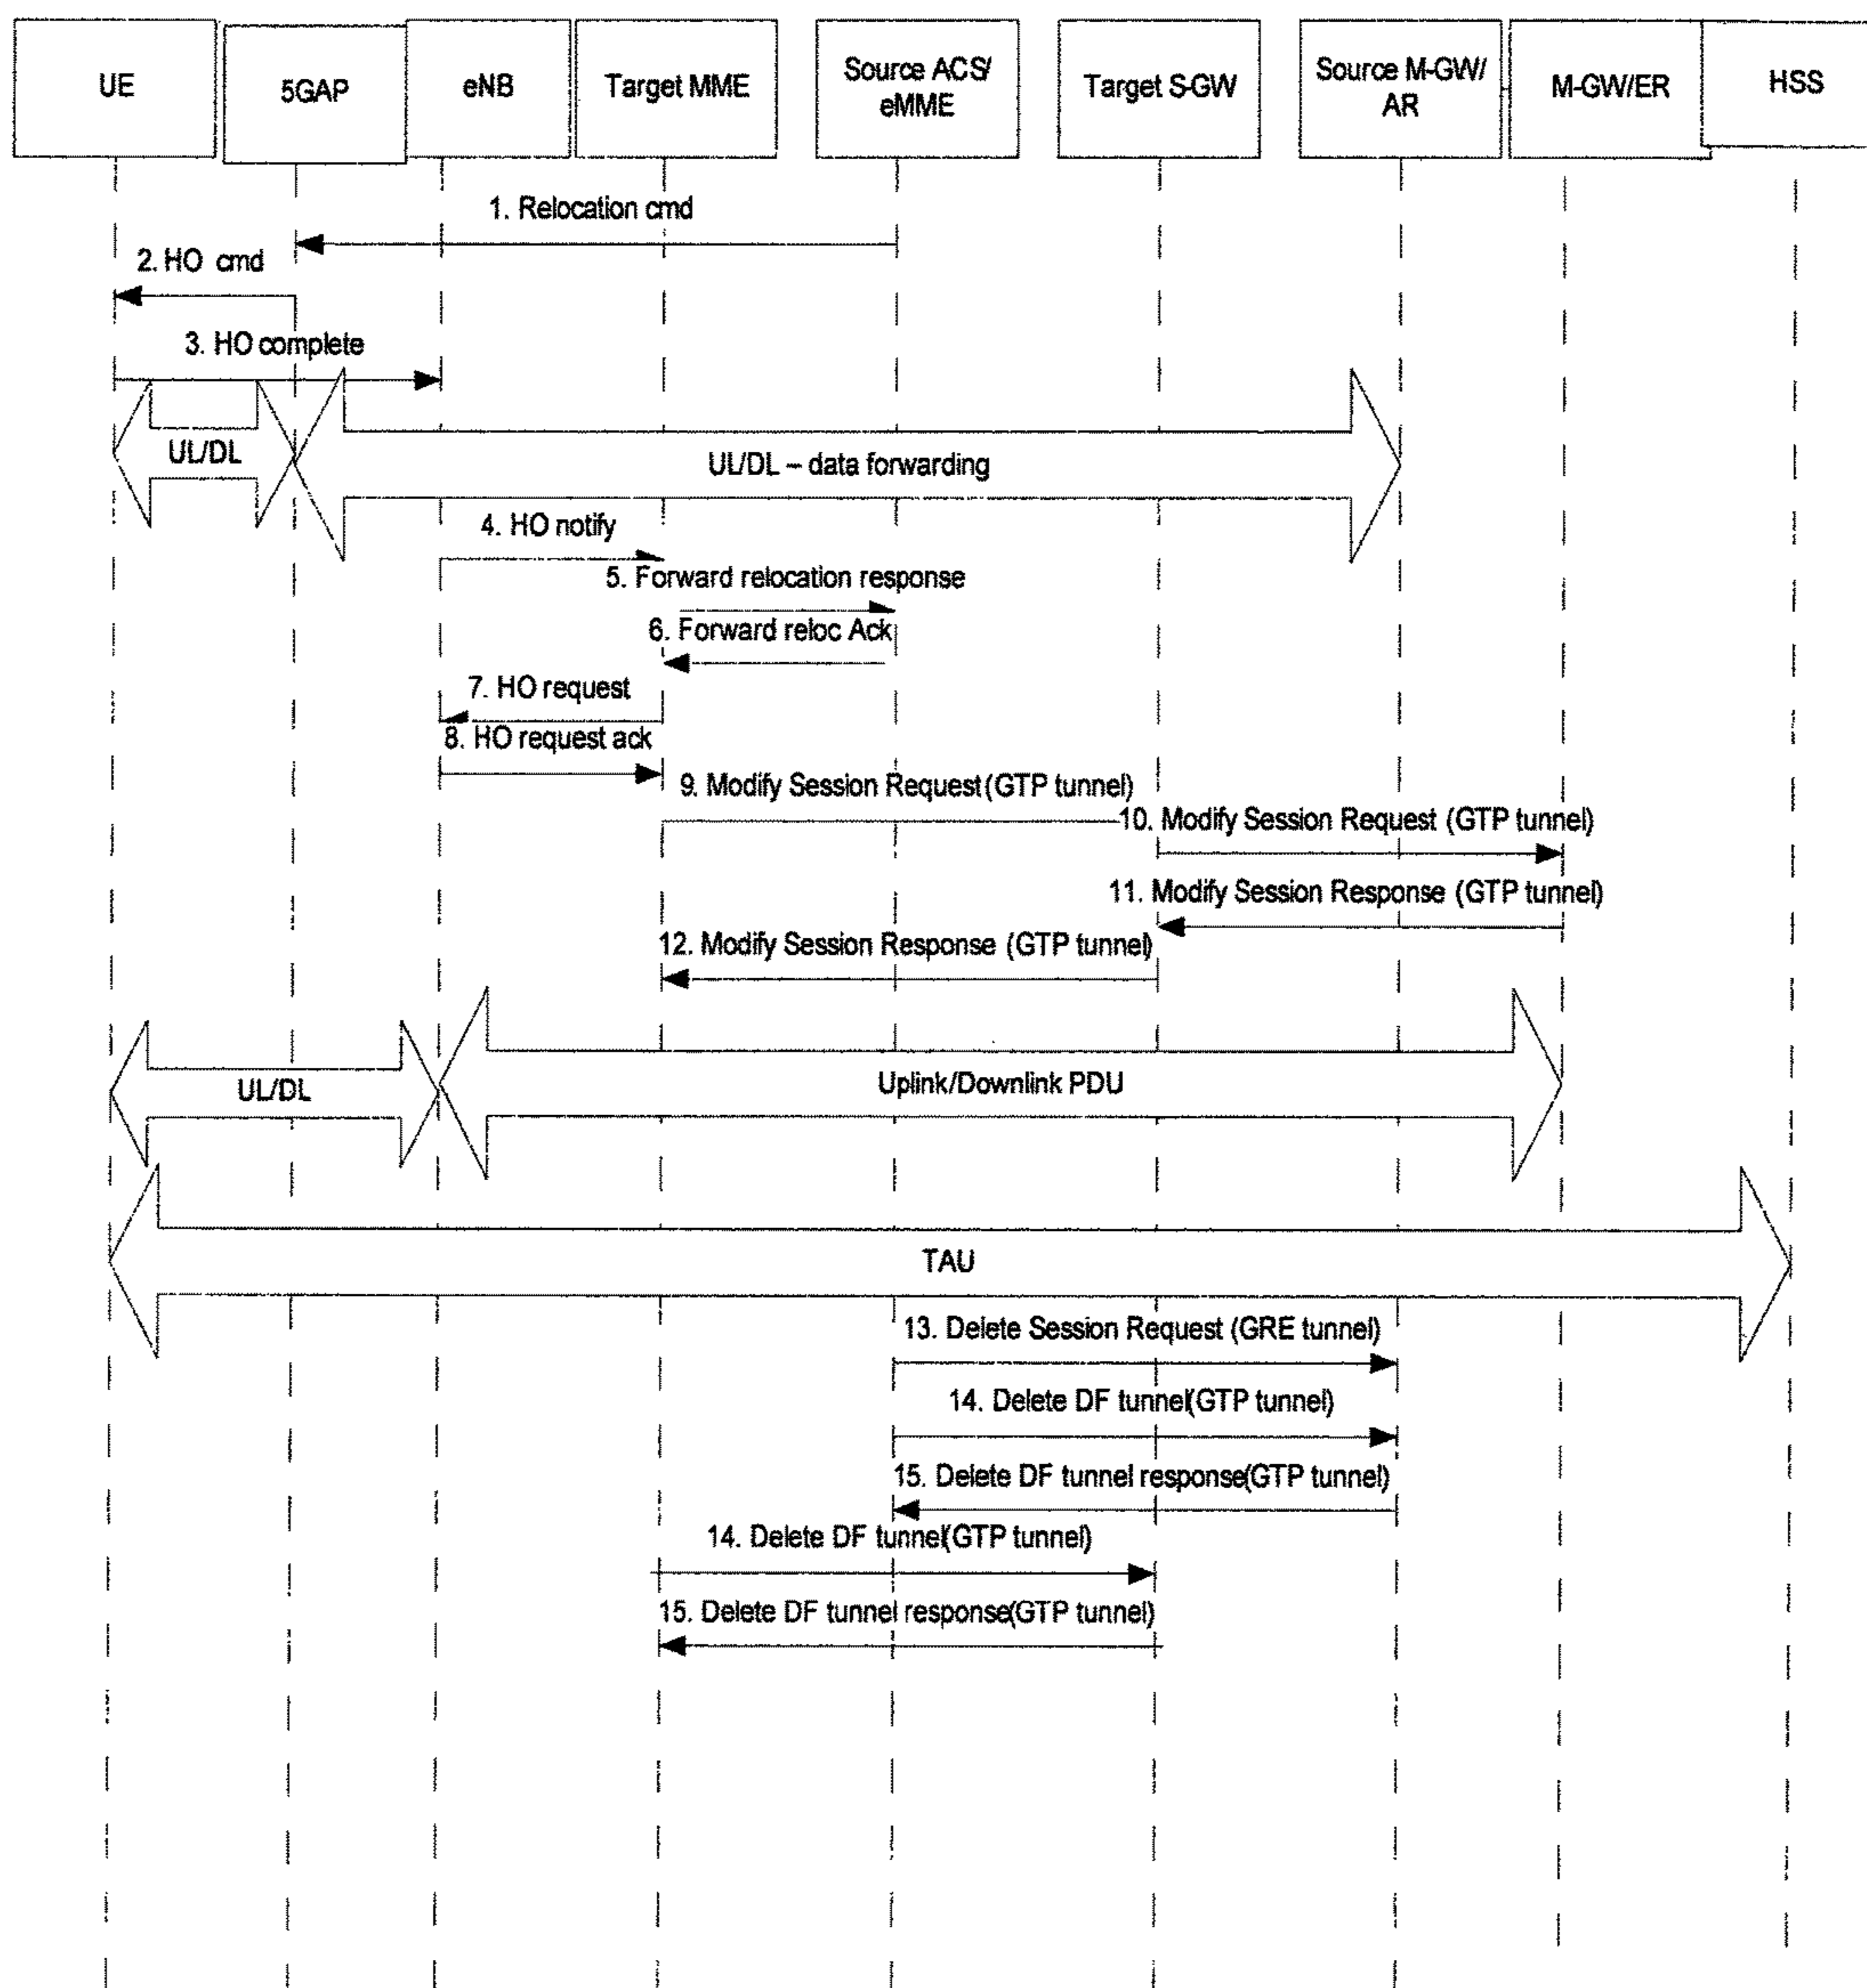 UE
5GAP
eNB
Target MME
Source ACS/
eMME
Target S-GW
Source M-GW/
AR
M-GW/ER
HSS
1. Relocation cmd
2. HO cmd
3. HO complete
UL/DL
UL/DL – data forwarding
4. HO notify
5. Forward relocation response
6. Forward reloc Ack
7. HO request
8. HO request ack
9. Modify Session Request(GTP tunnel)
10. Modify Session Request (GTP tunnel)
11. Modify Session Response (GTP tunnel)
12. Modify Session Response (GTP tunnel)
UL/DL
Uplink/Downlink PDU
TAU
13. Delete Session Request (GRE tunnel)
14. Delete DF tunnel(GTP tunnel)
15. Delete DF tunnel response(GTP tunnel)
14. Delete DF tunnel(GTP tunnel)
15. Delete DF tunnel response(GTP tunnel)